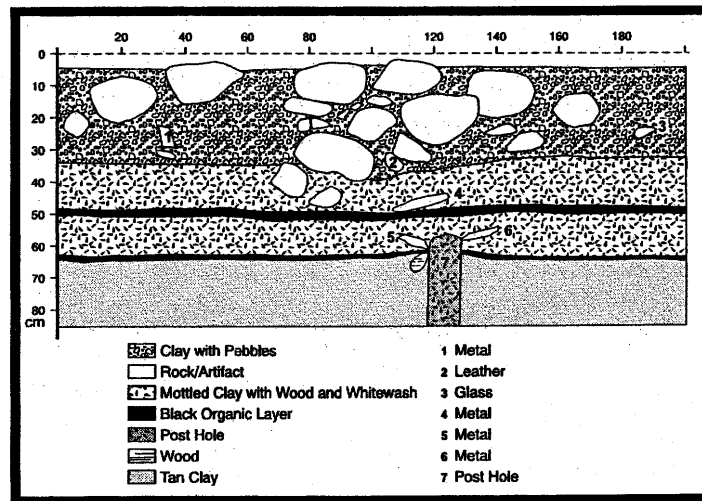 20 40 60 80 100 120 140 160 180
0
10
20
30
40
50
60
70
80
cm
1
2
3
4
5
6
7
Clay with Pebbles 1 Metal
Rock/Artifact 2 Leather
Mottled Clay with Wood and Whitewash 3 Glass
Black Organic Layer 4 Metal
Post Hole 5 Metal
Wood 6 Metal
Tan Clay 7 Post Hole